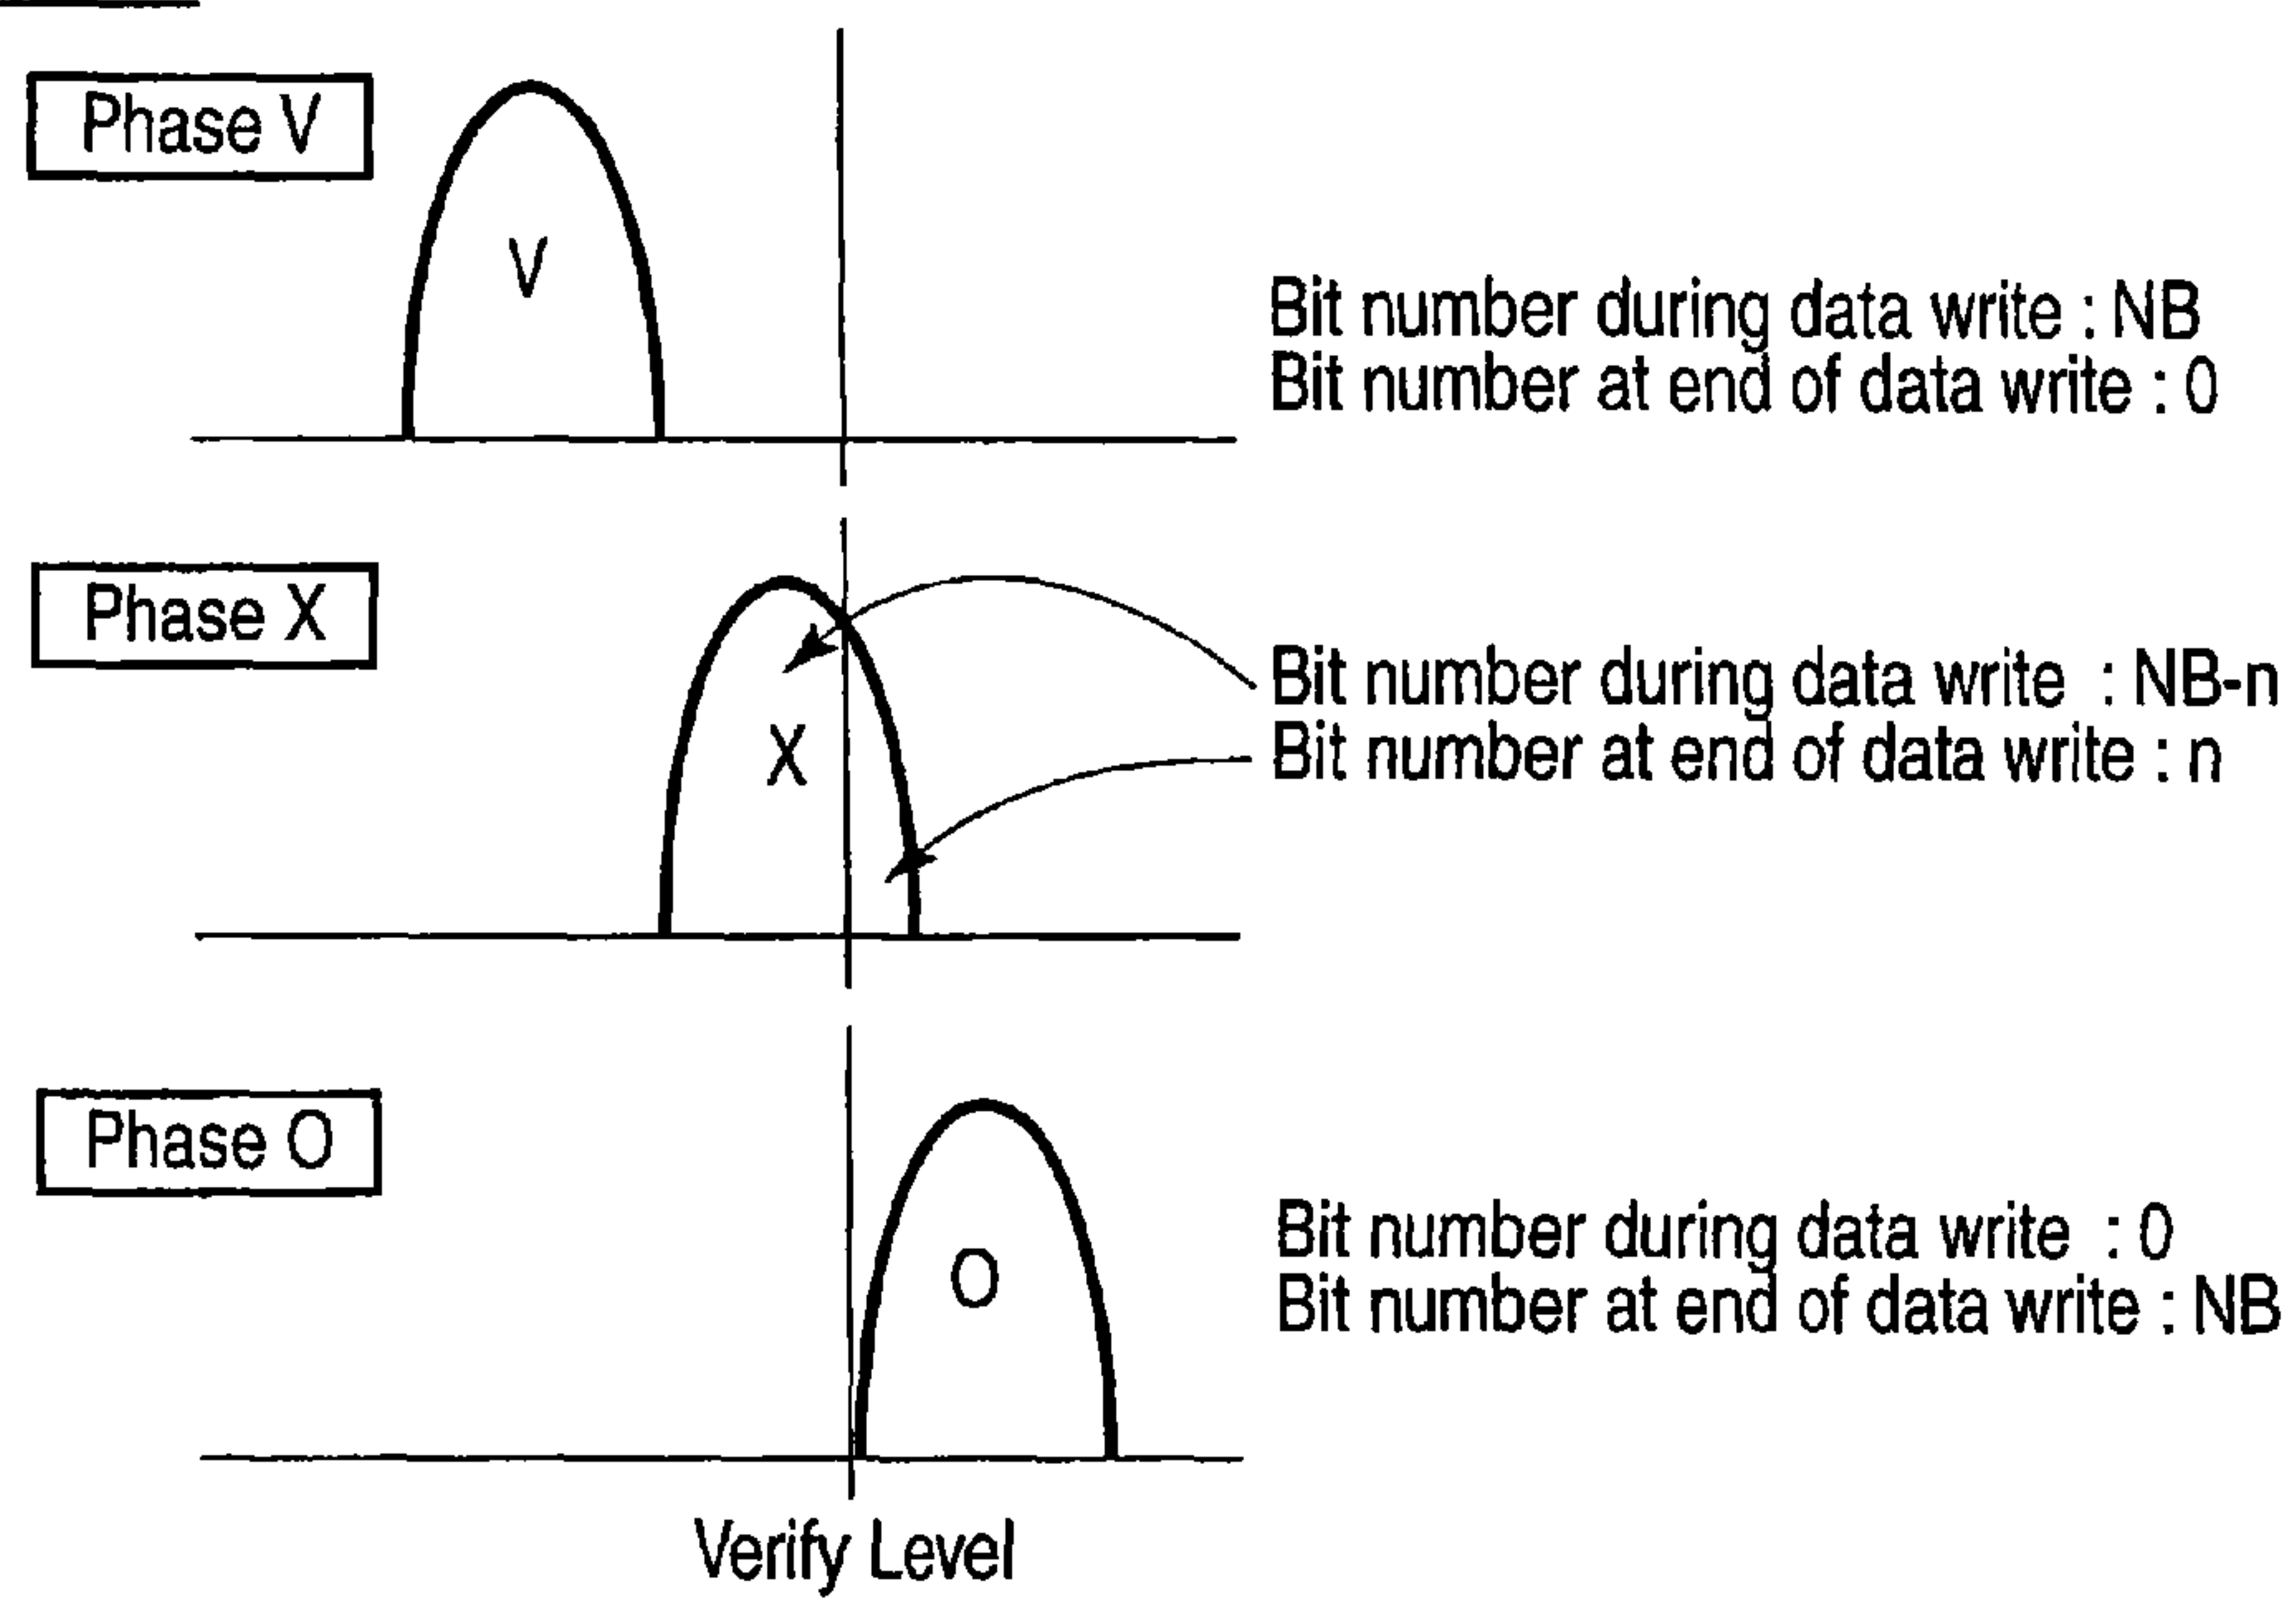 Phase V
V
Bit number during data write : NB
Bit number at end of data write : 0
Phase X
X
Bit number during data write : NB-n
Bit number at end of data write : n
Phase O
O
Bit number during data write : 0
Bit number at end of data write : NB
Verify Level